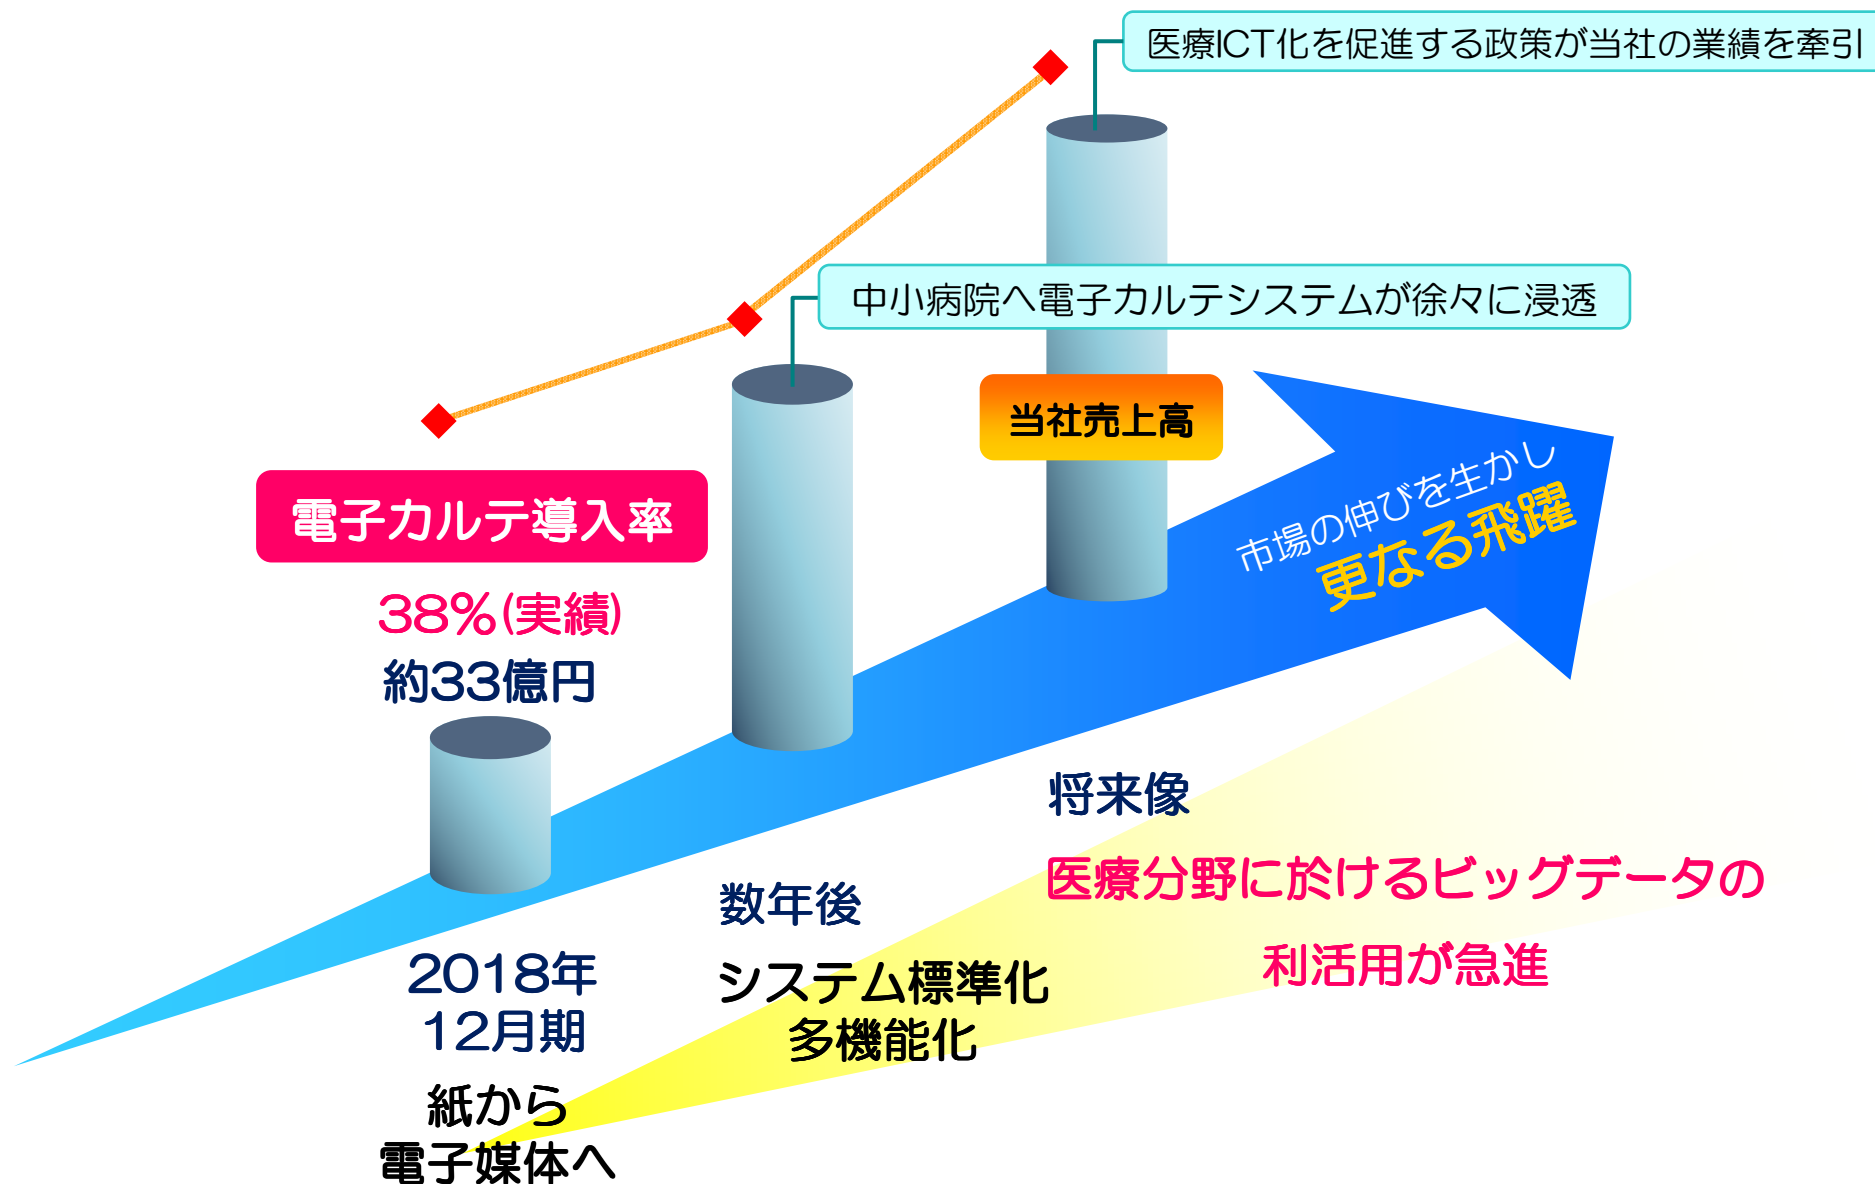 医療ICT化を促進する政策が当社の業績を牽引
中小病院へ電子カルテシステムが徐々に浸透
当社売上高
電子カルテ導入率
38%(実績)
約33億円
市場の伸びを生かし
更なる飛躍
2018年
12月期
紙から
電子媒体へ
数年後
システム標準化
多機能化
将来像
医療分野に於けるビッグデータの
利活用が急進